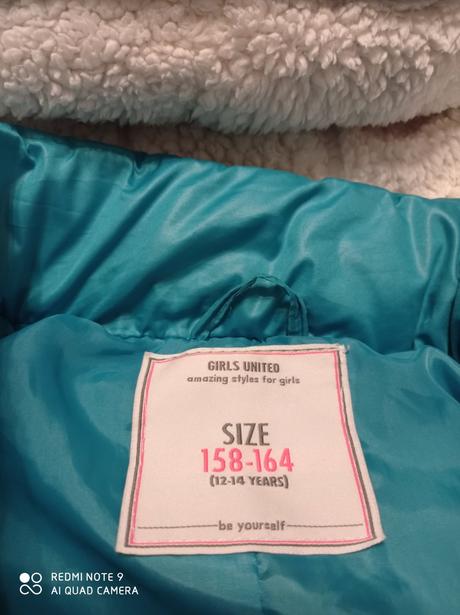 GIRLS UNITED
amazing styles for girls
SIZE
158-164
(12-14 YEARS)
be yourself
REDMI NOTE 9
AI QUAD CAMERA